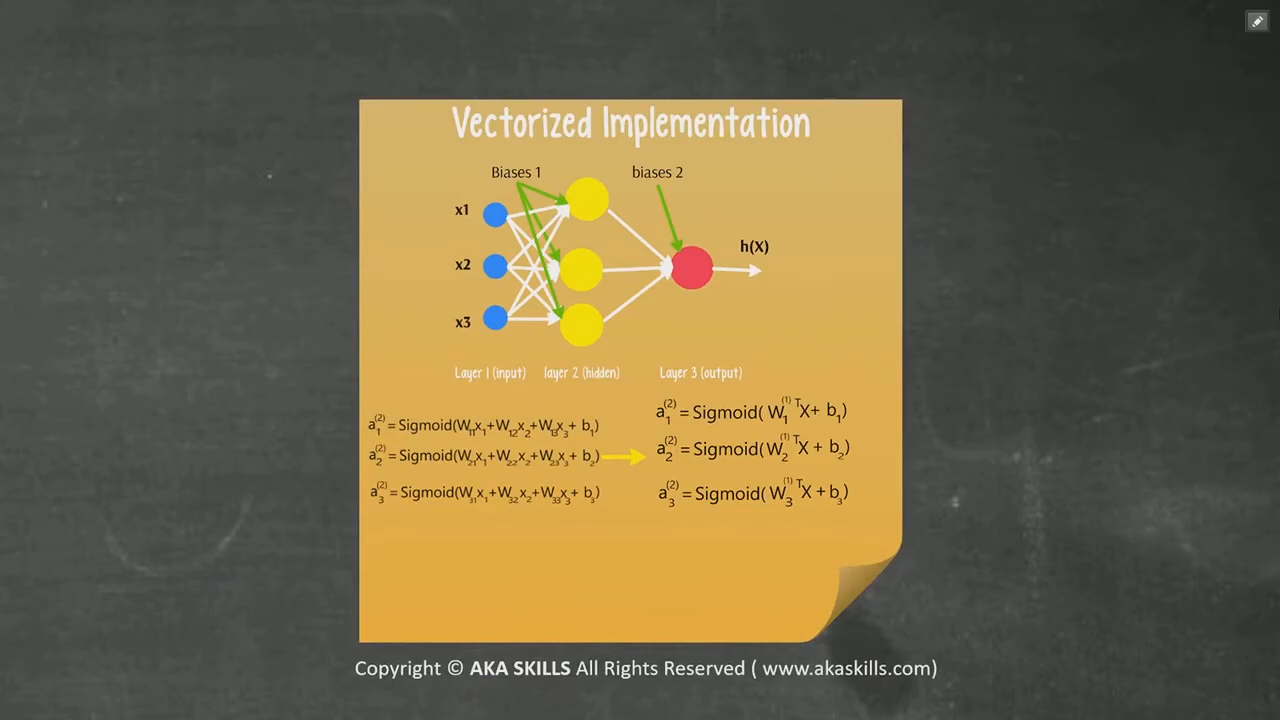 Vectorized Implementation
Biases 1
biases 2
x1
h(X)
x2
x3
Layer 1 (input)
layer 2 (hidden)
Layer 3 (output)
a₁⁽²⁾ = Sigmoid(W₁₁x₁+W₁₂x₂+W₁₃x₃+ b₁)
a₂⁽²⁾ = Sigmoid(W₂₁x₁+W₂₂x₂+W₂₃x₃+ b₂)
a₃⁽²⁾ = Sigmoid(W₃₁x₁+W₃₂x₂+W₃₃x₃+ b₃)
a₁⁽²⁾ = Sigmoid( W₁⁽¹⁾ᵀX+ b₁)
a₂⁽²⁾ = Sigmoid( W₂⁽¹⁾ᵀX + b₂)
a₃⁽²⁾ = Sigmoid( W₃⁽¹⁾ᵀX + b₃)
Copyright © AKA SKILLS All Rights Reserved ( www.akaskills.com)